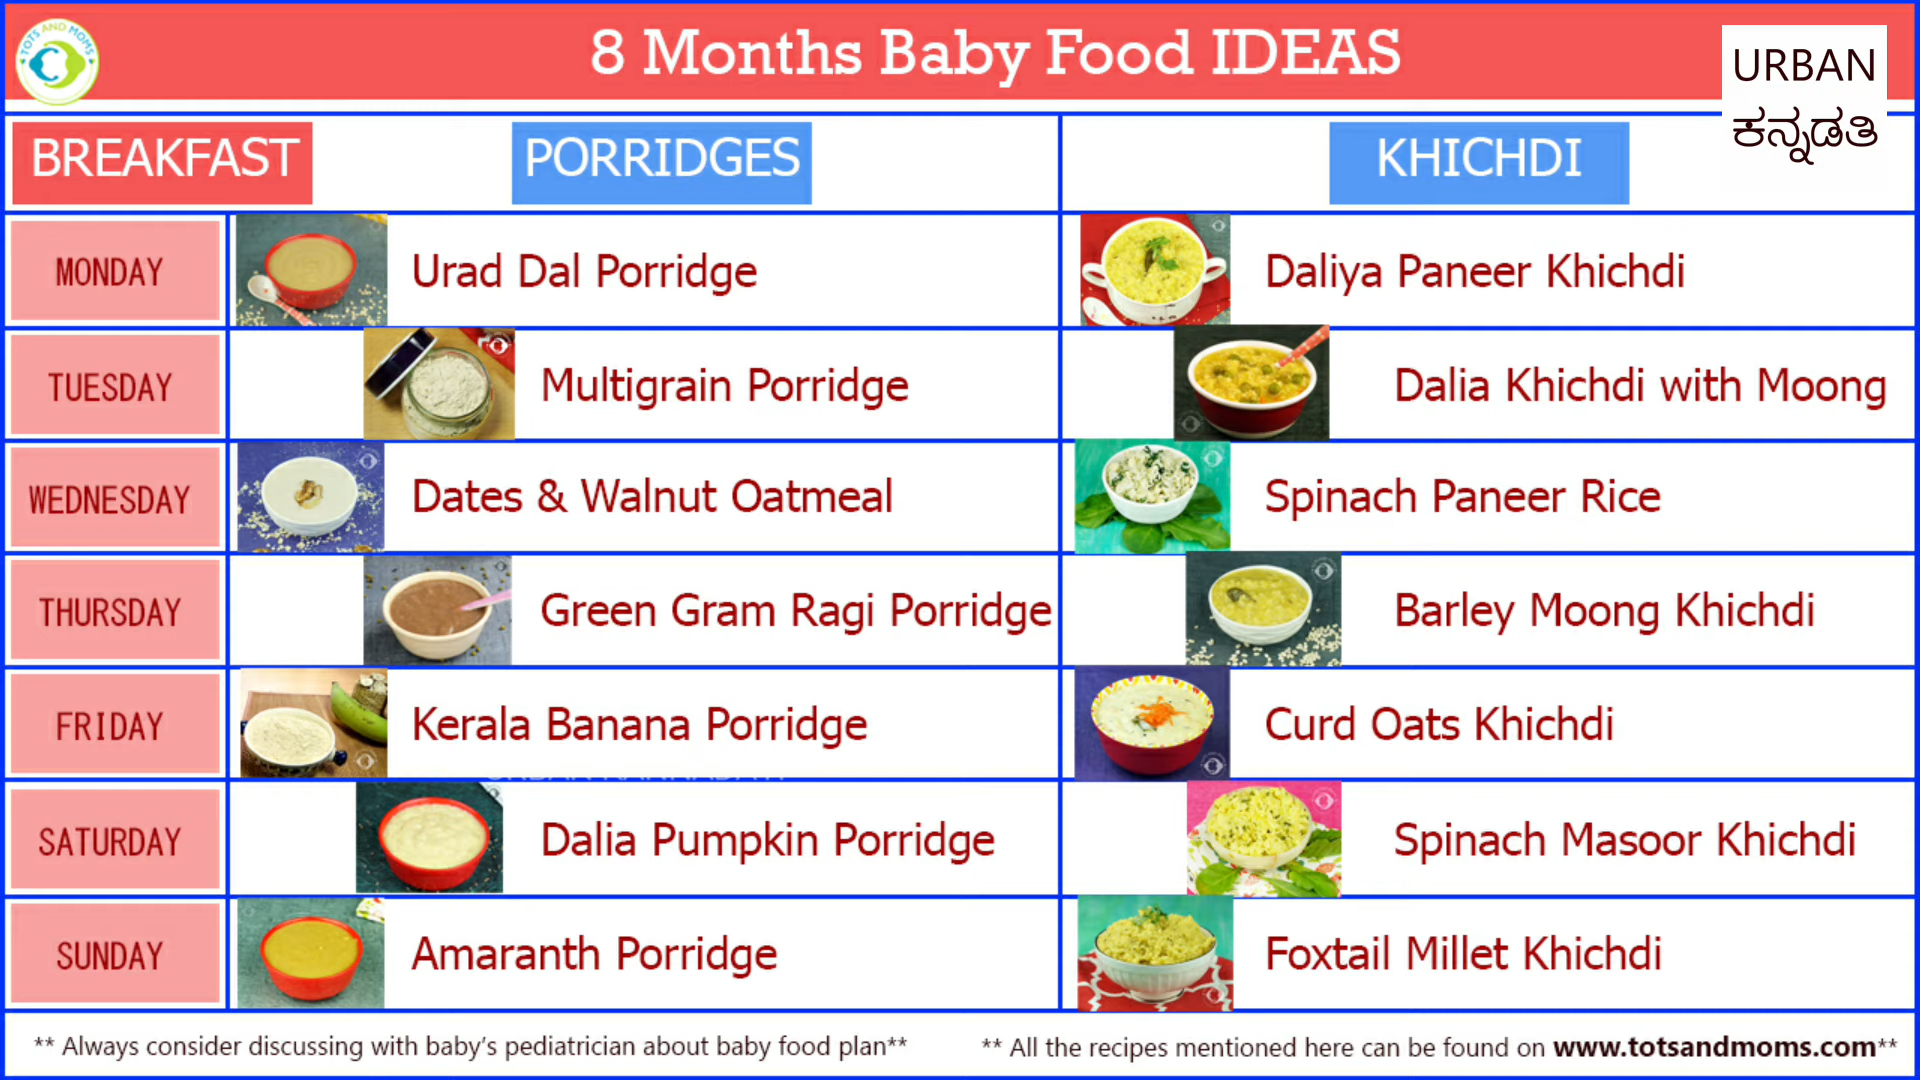 TOTS AND MOMS
8 Months Baby Food IDEAS
URBAN
ಕನ್ನಡತಿ
BREAKFAST PORRIDGES KHICHDI
MONDAY Urad Dal Porridge Daliya Paneer Khichdi
TUESDAY Multigrain Porridge Dalia Khichdi with Moong
WEDNESDAY Dates & Walnut Oatmeal Spinach Paneer Rice
THURSDAY Green Gram Ragi Porridge Barley Moong Khichdi
FRIDAY Kerala Banana Porridge Curd Oats Khichdi
SATURDAY Dalia Pumpkin Porridge Spinach Masoor Khichdi
SUNDAY Amaranth Porridge Foxtail Millet Khichdi
** Always consider discussing with baby's pediatrician about baby food plan** ** All the recipes mentioned here can be found on www.totsandmoms.com**